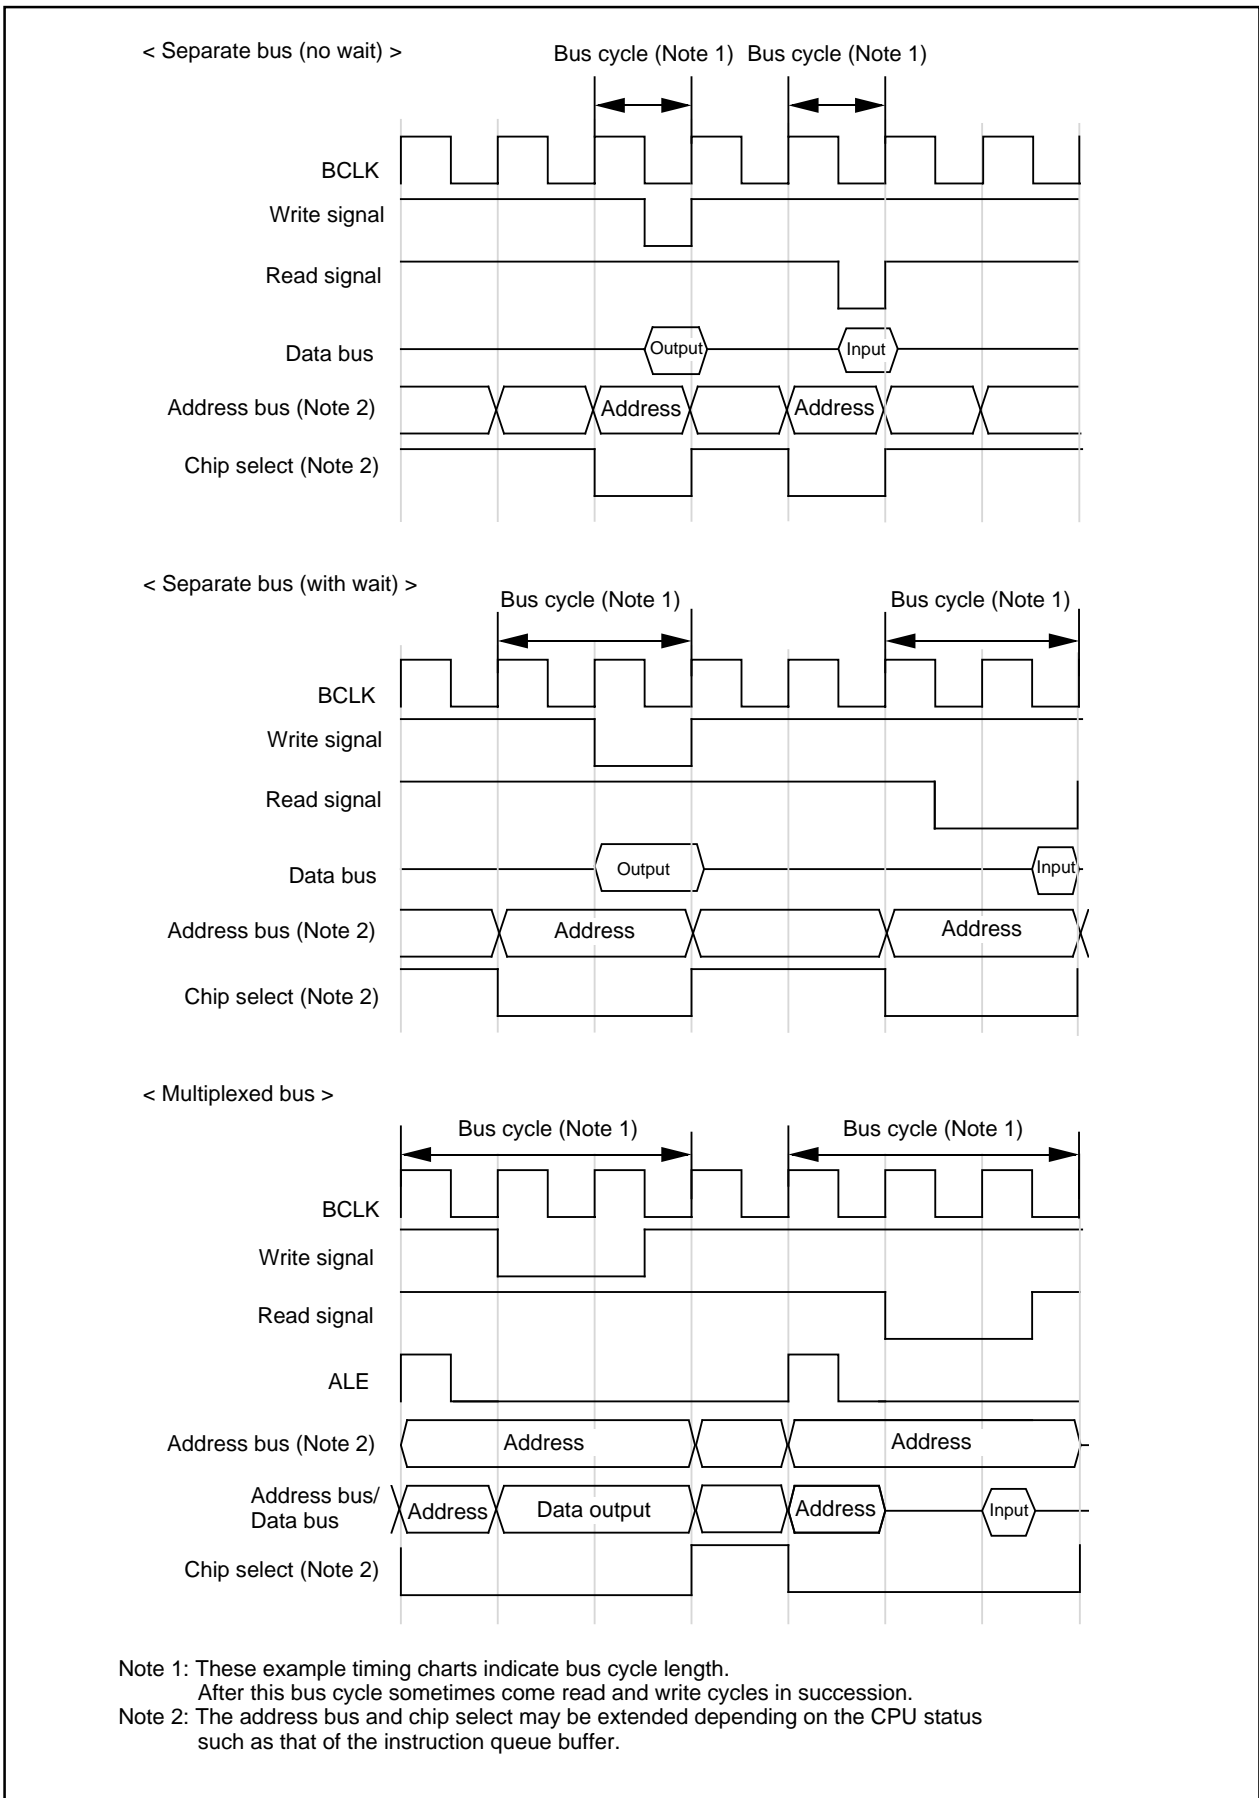 < Separate bus (no wait) >
Bus cycle (Note 1) Bus cycle (Note 1)
BCLK
Write signal
Read signal
Data bus
Output
Input
Address bus (Note 2)
Address
Address
Chip select (Note 2)
< Separate bus (with wait) >
Bus cycle (Note 1)
Bus cycle (Note 1)
BCLK
Write signal
Read signal
Data bus
Output
Input
Address bus (Note 2)
Address
Address
Chip select (Note 2)
< Multiplexed bus >
Bus cycle (Note 1)
Bus cycle (Note 1)
BCLK
Write signal
Read signal
ALE
Address bus (Note 2)
Address
Address
Address bus/
Data bus
Address
Data output
Address
Input
Chip select (Note 2)
Note 1: These example timing charts indicate bus cycle length.
After this bus cycle sometimes come read and write cycles in succession.
Note 2: The address bus and chip select may be extended depending on the CPU status
such as that of the instruction queue buffer.